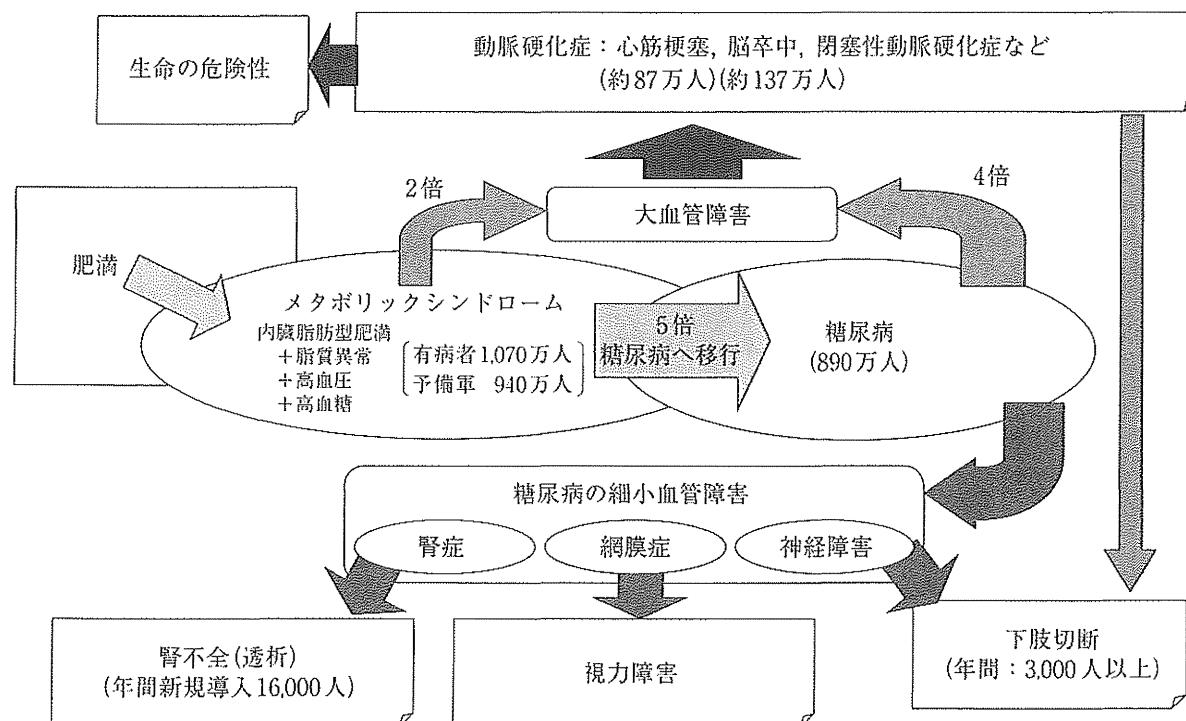 動脈硬化症：心筋梗塞，脳卒中，閉塞性動脈硬化症など
(約87万人)(約137万人)
生命の危険性
2倍
4倍
大血管障害
肥満
メタボリックシンドローム
内臓脂肪型肥満
＋脂質異常
＋高血圧
＋高血糖
有病者1,070万人
予備軍 940万人
5倍
糖尿病へ移行
糖尿病
(890万人)
糖尿病の細小血管障害
腎症
網膜症
神経障害
腎不全(透析)
(年間新規導入16,000人)
視力障害
下肢切断
(年間：3,000人以上)